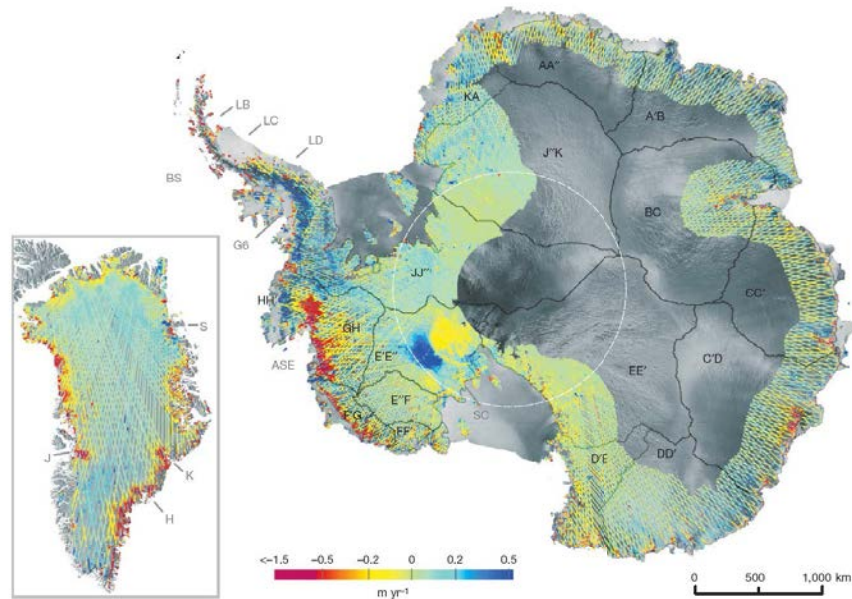 LB
LC
LD
BS
G6
HH
ASE
AA"
KA
A'B
J"K
BC
JJ"
CC'
GH
E'E"
EE'
C'D
E"F
SC
FF'
D'E
DD'
S
J
K
H
<–1.5 –0.5 –0.2 0 0.2 0.5
m yr⁻¹
0 500 1,000 km